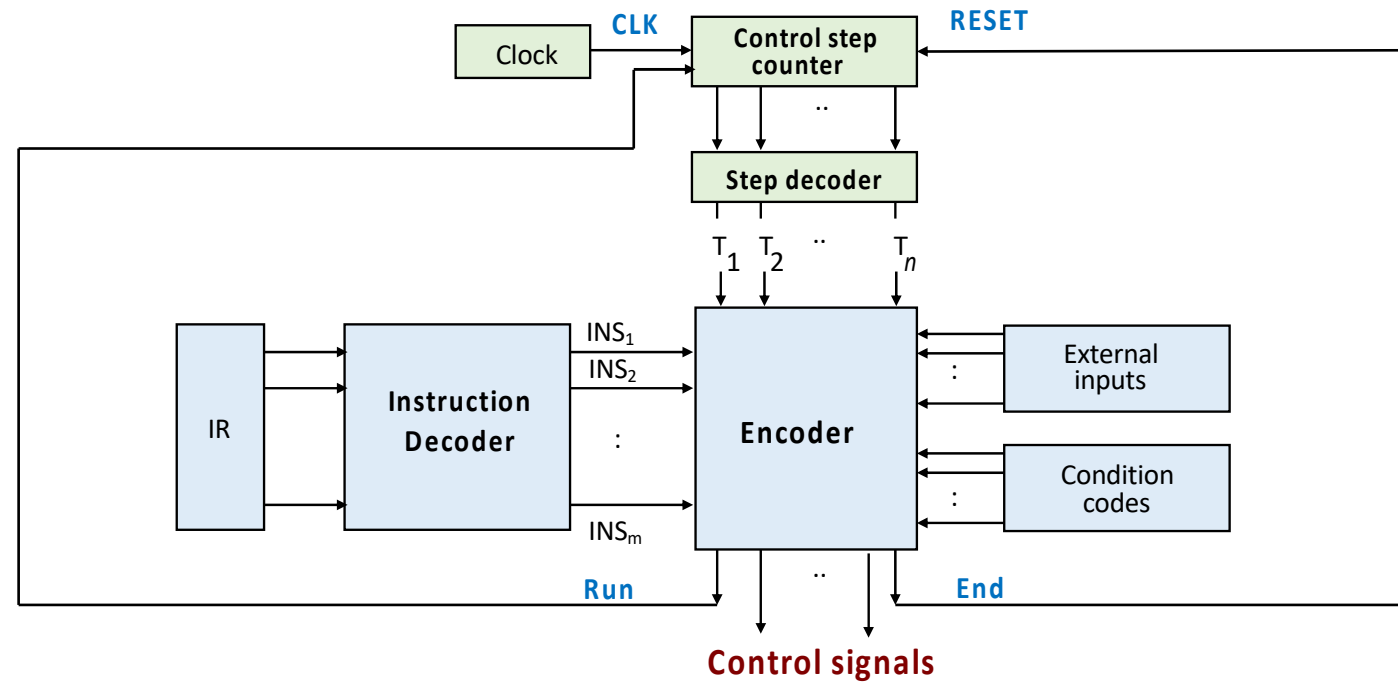 CLK
RESET
Clock
Control step
counter
..
Step decoder
T1 T2 .. Tn
IR
Instruction
Decoder
INS1
INS2
:
INSm
Encoder
External
inputs
:
Condition
codes
:
Run
..
End
Control signals